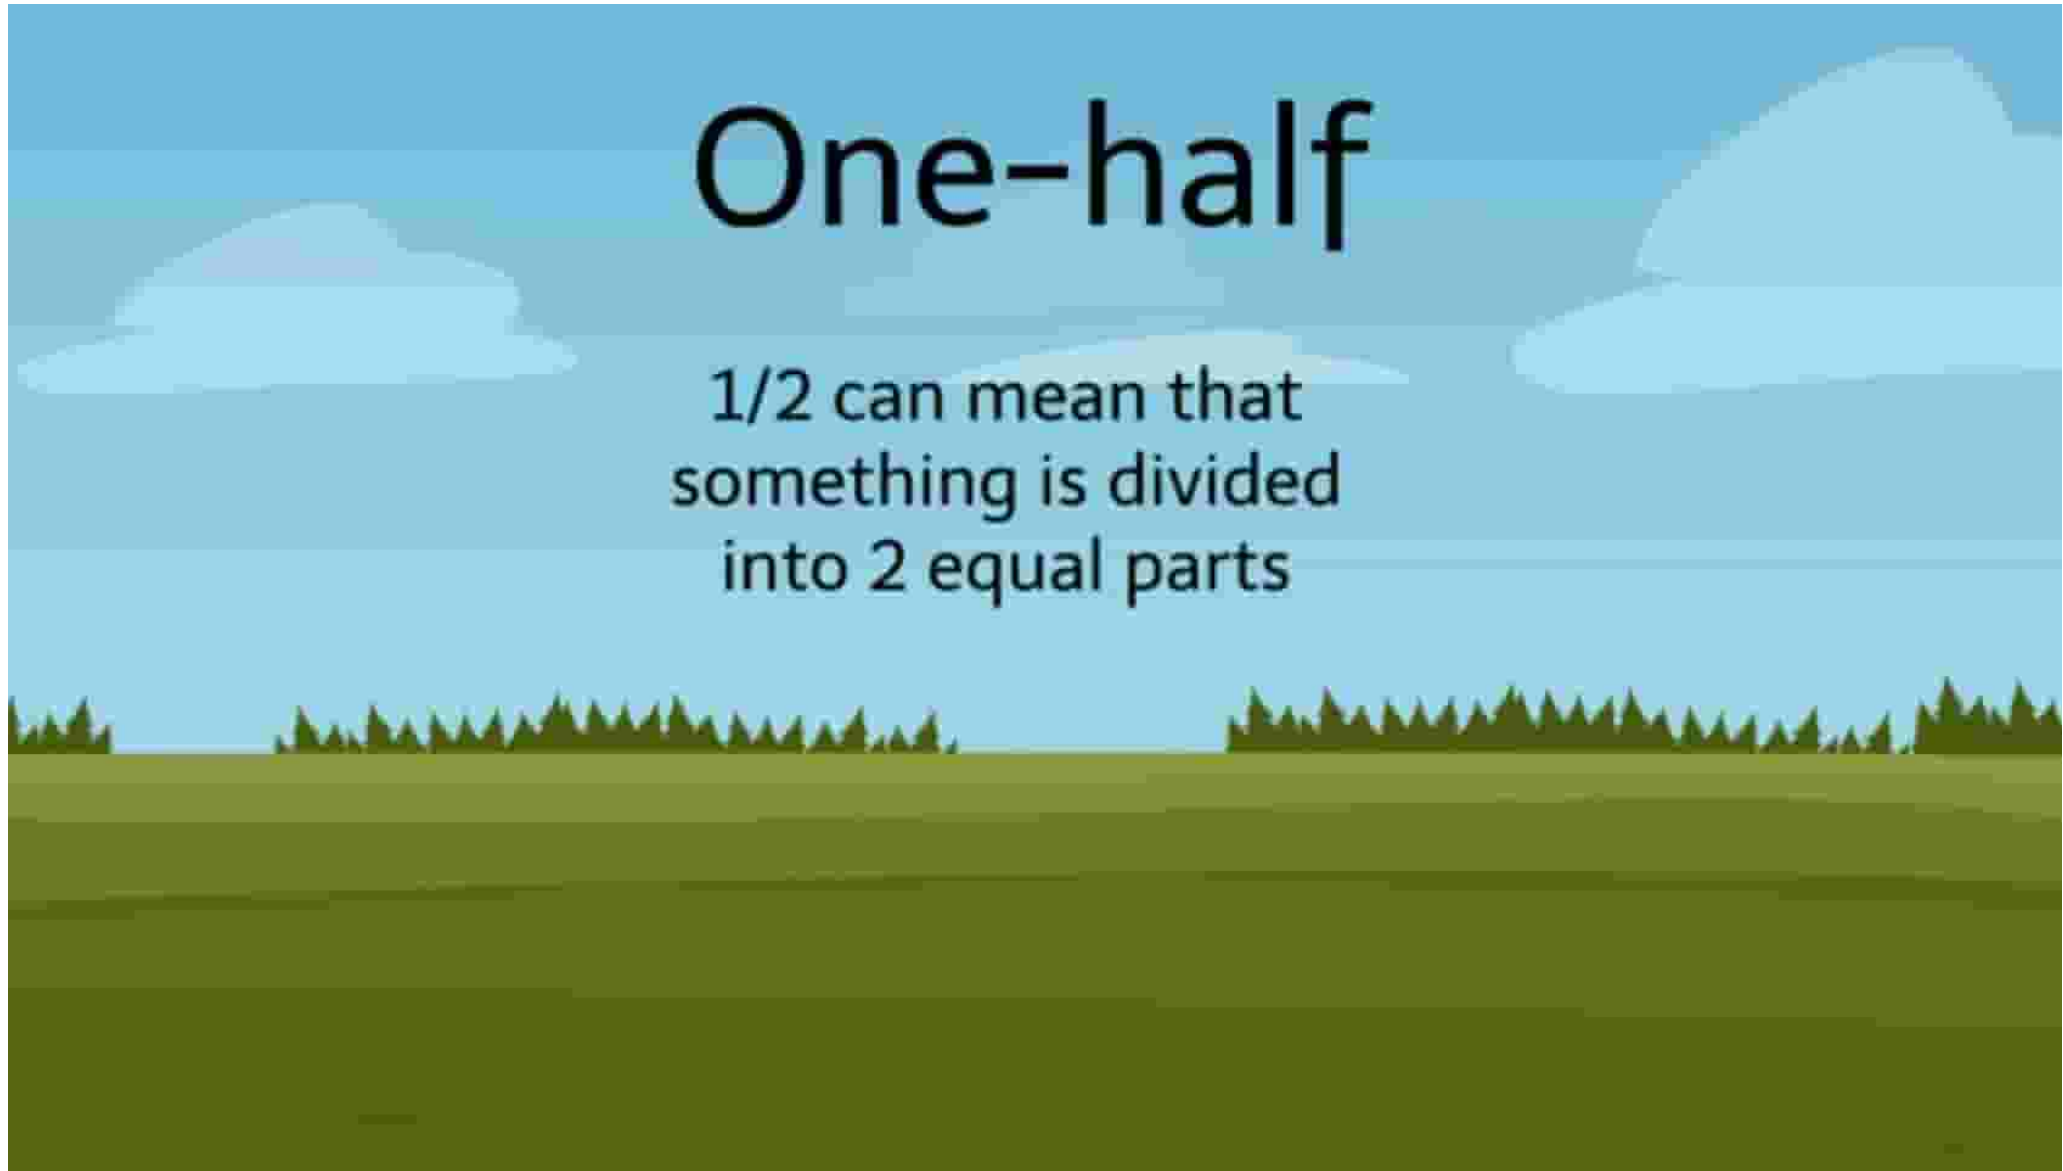 One-half
1/2 can mean that
something is divided
into 2 equal parts